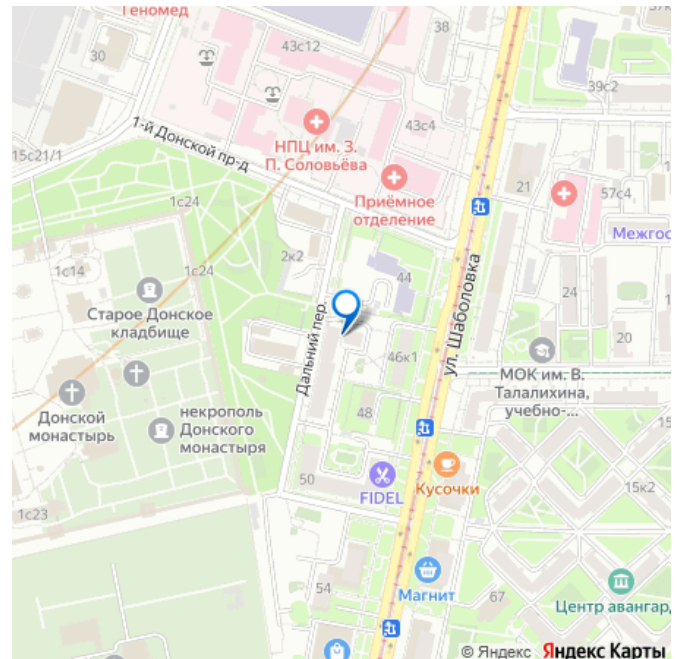 Геномед
38
37к
30
43с12
39с2
1-й Донской пр-д
43с4
15с21/1
НПЦ им. З.
П. Соловьёва
21
57с4
Приёмное
отделение
1с24
Межгос
2к2
44
1с14
1с24
24
Старое Донское
кладбище
Дальний пер.
ул. Шаболовка
20
46к1
МОК им. В.
Талалихина,
учебно-...
Донской
монастырь
некрополь
Донского
монастыря
48
15
50
FIDEL
Кусочки
15к2
1с23
54
Магнит
67
Центр авангард
© Яндекс Яндекс Карты